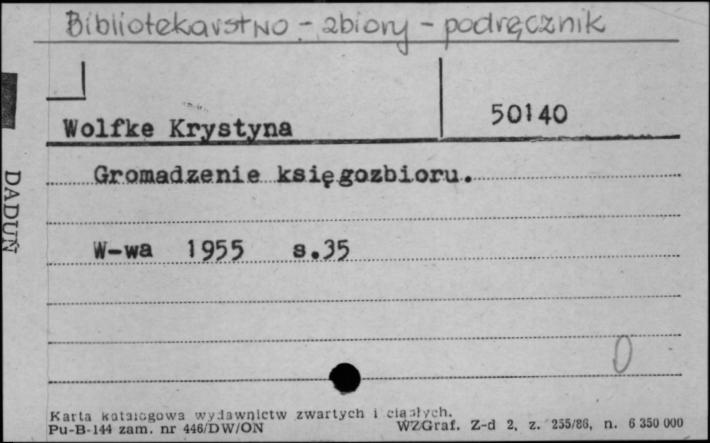 Bibliotekarstwo - zbiory - podręcznik
50140
Wolfke Krystyna
Gromadzenie księgozbioru.
DADUŃ
W-wa 1955 s.35
0
Karta katalogowa wydawnictw zwartych i ciągłych.
Pu-B-144 zam. nr 446/DW/ON WZGraf. Z-d 2, z. 255/86, n. 6 350 000